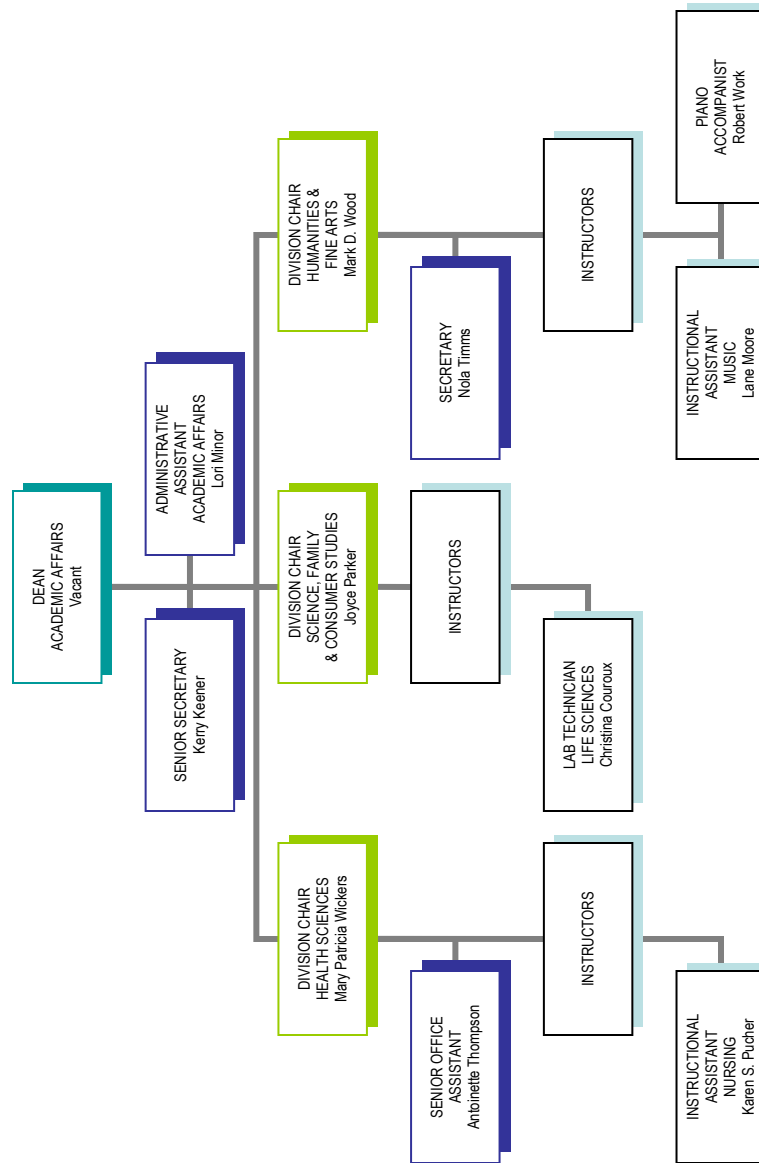 DEAN
ACADEMIC AFFAIRS
Vacant
SENIOR SECRETARY
Kerry Keener
ADMINISTRATIVE
ASSISTANT
ACADEMIC AFFAIRS
Lori Minor
DIVISION CHAIR
HEALTH SCIENCES
Mary Patricia Wickers
DIVISION CHAIR
SCIENCE, FAMILY
& CONSUMER STUDIES
Joyce Parker
DIVISION CHAIR
HUMANITIES &
FINE ARTS
Mark D. Wood
SENIOR OFFICE
ASSISTANT
Antoinette Thompson
INSTRUCTORS
SECRETARY
Nola Timms
INSTRUCTORS
LAB TECHNICIAN
LIFE SCIENCES
Christina Couroux
INSTRUCTORS
INSTRUCTIONAL
ASSISTANT
NURSING
Karen S. Pucher
INSTRUCTIONAL
ASSISTANT
MUSIC
Lane Moore
PIANO
ACCOMPANIST
Robert Work